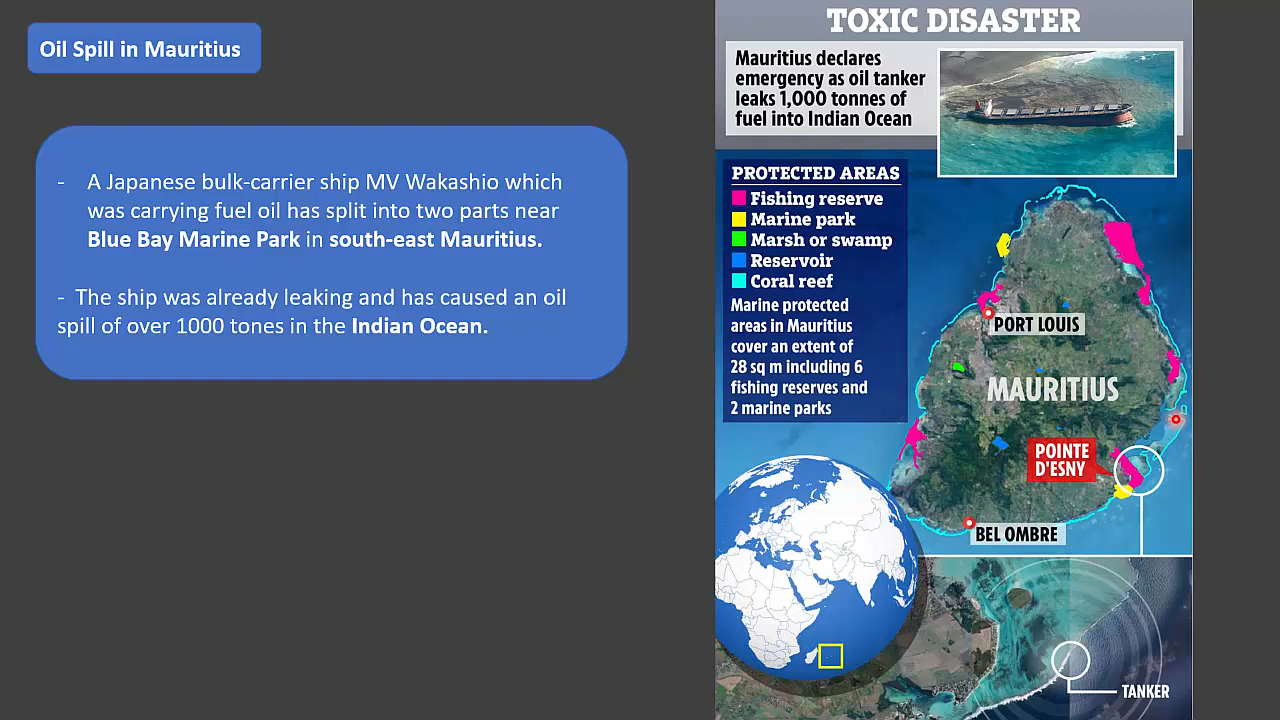 Oil Spill in Mauritius
- A Japanese bulk-carrier ship MV Wakashio which
was carrying fuel oil has split into two parts near
Blue Bay Marine Park in south-east Mauritius.
- The ship was already leaking and has caused an oil
spill of over 1000 tones in the Indian Ocean.
TOXIC DISASTER
Mauritius declares
emergency as oil tanker
leaks 1,000 tonnes of
fuel into Indian Ocean
PROTECTED AREAS
Fishing reserve
Marine park
Marsh or swamp
Reservoir
Coral reef
Marine protected
areas in Mauritius
cover an extent of
28 sq m including 6
fishing reserves and
2 marine parks
PORT LOUIS
MAURITIUS
POINTE
D'ESNY
BEL OMBRE
TANKER